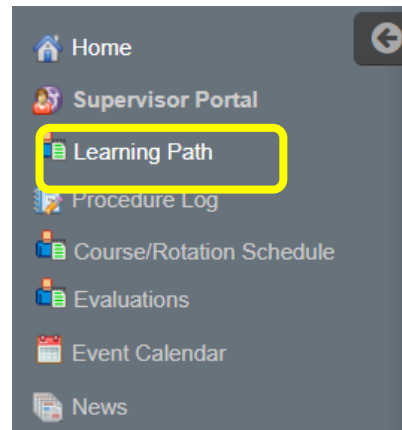 Home
Supervisor Portal
Learning Path
Procedure Log
Course/Rotation Schedule
Evaluations
Event Calendar
News